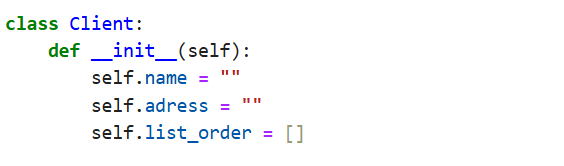 class Client:
    def __init__(self):
        self.name = ""
        self.adress = ""
        self.list_order = []